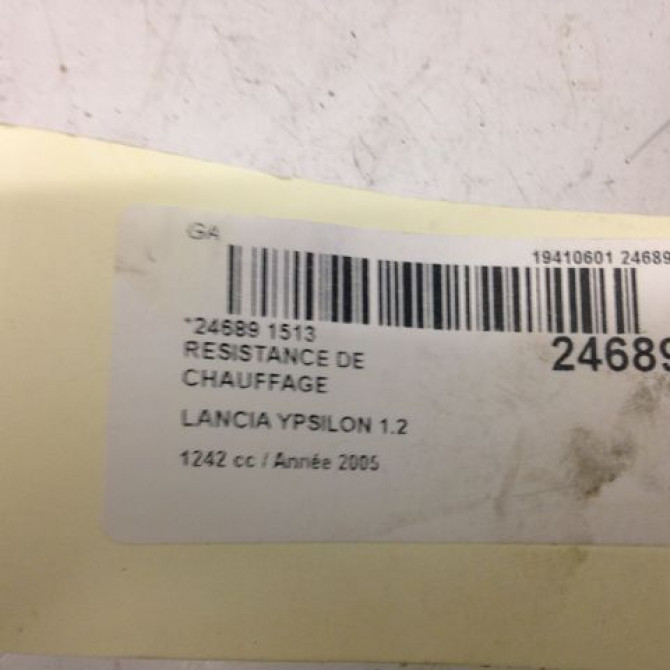 GA
19410601 24689
*24689 1513
24689
RESISTANCE DE
CHAUFFAGE
LANCIA YPSILON 1.2
1242 cc / Année 2005